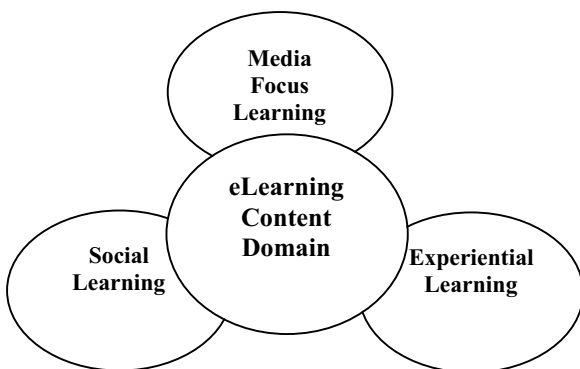 Media
Focus
Learning
eLearning
Content
Domain
Social
Learning
Experiential
Learning